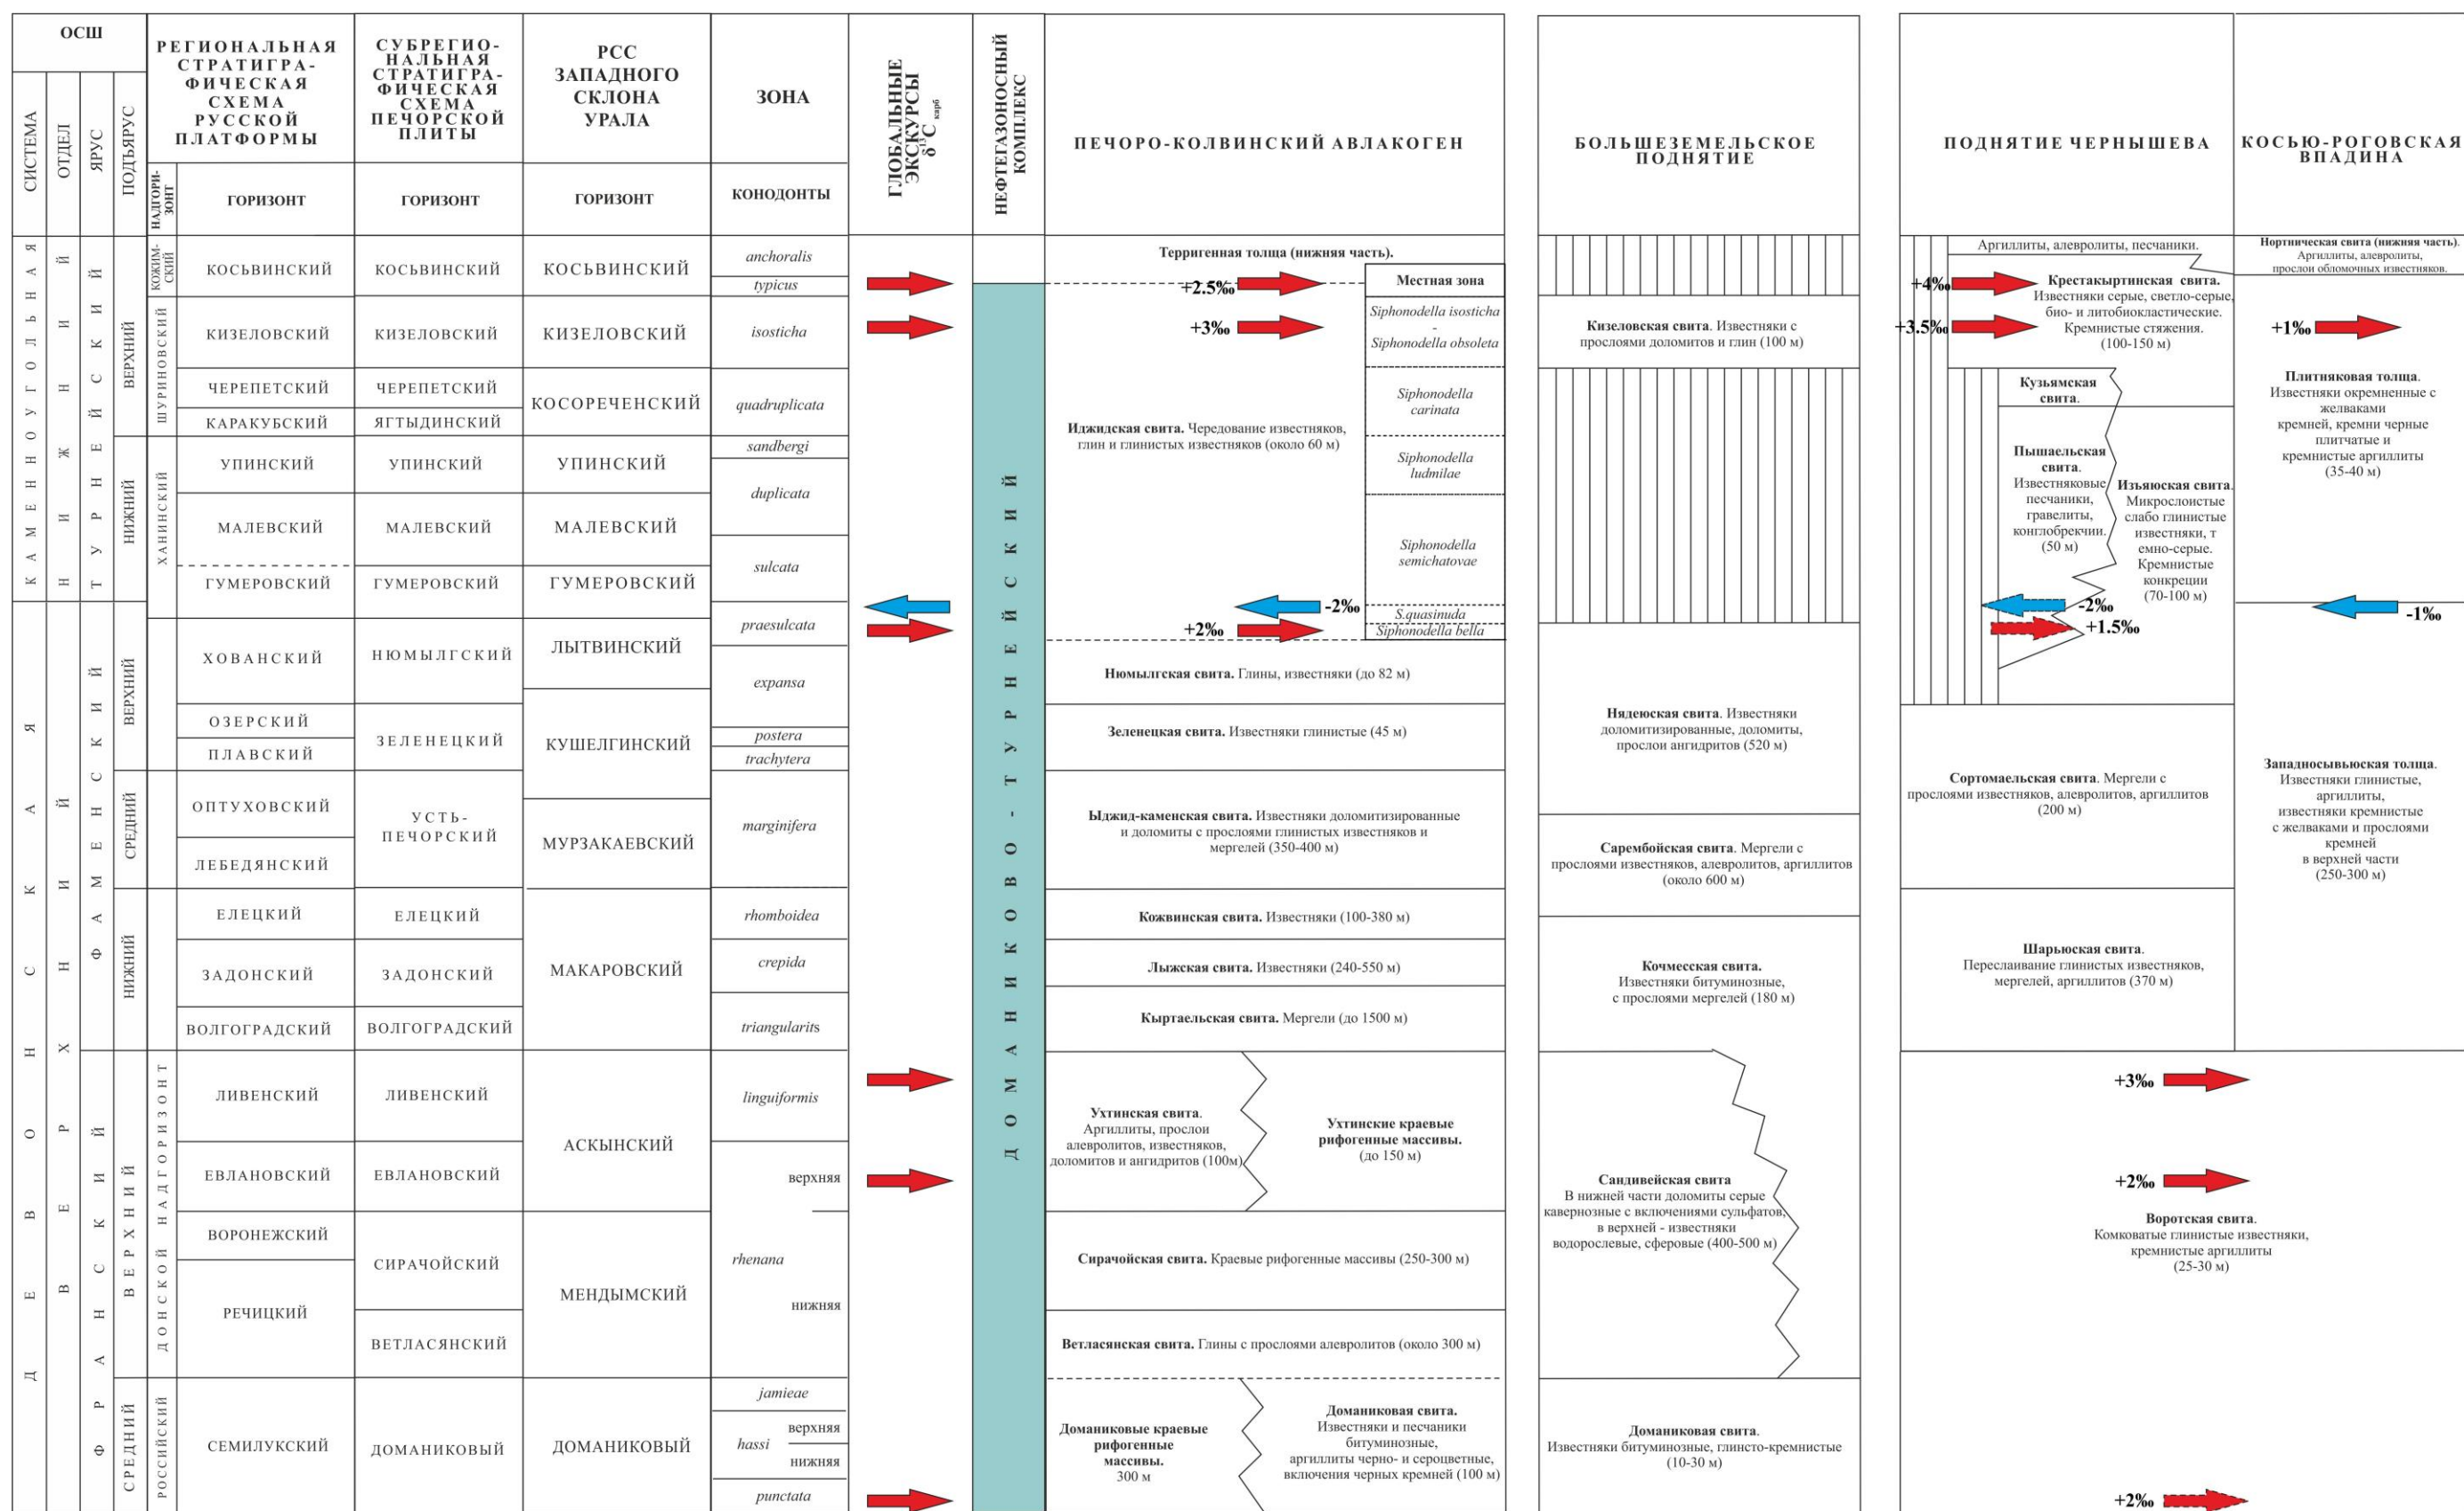 ОСШ
СИСТЕМА
ОТДЕЛ
ЯРУС
ПОДЪЯРУС
РЕГИОНАЛЬНАЯ
СТРАТИГРА-
ФИЧЕСКАЯ
СХЕМА
РУССКОЙ
ПЛАТФОРМЫ
НАДГОРИ-
ЗОНТ
ГОРИЗОНТ
СУБРЕГИО-
НАЛЬНАЯ
СТРАТИГРА-
ФИЧЕСКАЯ
СХЕМА
ПЕЧОРСКОЙ
ПЛИТЫ
ГОРИЗОНТ
РСС
ЗАПАДНОГО
СКЛОНА
УРАЛА
ГОРИЗОНТ
ЗОНА
КОНОДОНТЫ
ГЛОБАЛЬНЫЕ
ЭКСКУРСЫ
δ13C карб
НЕФТЕГАЗОНОСНЫЙ
КОМПЛЕКС
ПЕЧОРО-КОЛВИНСКИЙ АВЛАКОГЕН
БОЛЬШЕЗЕМЕЛЬСКОЕ
ПОДНЯТИЕ
ПОДНЯТИЕ ЧЕРНЫШЕВА
КОСЬЮ-РОГОВСКАЯ
ВПАДИНА
КАМЕННОУГОЛЬНАЯ
НИЖНИЙ
ТУРНЕЙСКИЙ
ВЕРХНИЙ
НИЖНИЙ
ДЕВОНСКАЯ
ВЕРХНИЙ
ФАМЕНСКИЙ
ВЕРХНИЙ
СРЕДНИЙ
НИЖНИЙ
ФРАНСКИЙ
ВЕРХНИЙ
СРЕДНИЙ
КОЖИМ-
СКИЙ
ШУРИНОВСКИЙ
ХАНИНСКИЙ
ДОНСКОЙ НАДГОРИЗОНТ
РОССИЙСКИЙ
КОСЬВИНСКИЙ
КИЗЕЛОВСКИЙ
ЧЕРЕПЕТСКИЙ
КАРАКУБСКИЙ
УПИНСКИЙ
МАЛЕВСКИЙ
ГУМЕРОВСКИЙ
ХОВАНСКИЙ
ОЗЕРСКИЙ
ПЛАВСКИЙ
ОПТУХОВСКИЙ
ЛЕБЕДЯНСКИЙ
ЕЛЕЦКИЙ
ЗАДОНСКИЙ
ВОЛГОГРАДСКИЙ
ЛИВЕНСКИЙ
ЕВЛАНОВСКИЙ
ВОРОНЕЖСКИЙ
РЕЧИЦКИЙ
СЕМИЛУКСКИЙ
КОСЬВИНСКИЙ
КИЗЕЛОВСКИЙ
ЧЕРЕПЕТСКИЙ
ЯГТЫДИНСКИЙ
УПИНСКИЙ
МАЛЕВСКИЙ
ГУМЕРОВСКИЙ
НЮМЫЛГСКИЙ
ЗЕЛЕНЕЦКИЙ
УСТЬ-
ПЕЧОРСКИЙ
ЕЛЕЦКИЙ
ЗАДОНСКИЙ
ВОЛГОГРАДСКИЙ
ЛИВЕНСКИЙ
ЕВЛАНОВСКИЙ
СИРАЧОЙСКИЙ
ВЕТЛАСЯНСКИЙ
ДОМАНИКОВЫЙ
КОСЬВИНСКИЙ
КИЗЕЛОВСКИЙ
КОСОРЕЧЕНСКИЙ
УПИНСКИЙ
МАЛЕВСКИЙ
ГУМЕРОВСКИЙ
ЛЫТВИНСКИЙ
КУШЕЛГИНСКИЙ
МУРЗАКАЕВСКИЙ
МАКАРОВСКИЙ
АСКЫНСКИЙ
МЕНДЫМСКИЙ
ДОМАНИКОВЫЙ
anchoralis
typicus
isosticha
quadruplicata
sandbergi
duplicata
sulcata
praesulcata
expansa
postera
trachytera
marginifera
rhomboidea
crepida
triangularits
linguiformis
верхняя
rhenana
нижняя
jamieae
верхняя
hassi
нижняя
punctata
ДОМАНИКОВО-ТУРНЕЙСКИЙ
Терригенная толща (нижняя часть).
+2.5‰
+3‰
Местная зона
Siphonodella isosticha
-
Siphonodella obsoleta
Siphonodella
carinata
Siphonodella
ludmilae
Siphonodella
semichatovae
S.quasinuda
Siphonodella bella
Иджидская свита. Чередование известняков,
глин и глинистых известняков (около 60 м)
-2‰
+2‰
Нюмылгская свита. Глины, известняки (до 82 м)
Зеленецкая свита. Известняки глинистые (45 м)
Ыджид-каменская свита. Известняки доломитизированные
и доломиты с прослоями глинистых известняков и
мергелей (350-400 м)
Кожвинская свита. Известняки (100-380 м)
Лыжская свита. Известняки (240-550 м)
Кыртаельская свита. Мергели (до 1500 м)
Ухтинская свита.
Аргиллиты, прослои
алевролитов, известняков,
доломитов и ангидритов (100м)
Ухтинские краевые
рифогенные массивы.
(до 150 м)
Сирачойская свита. Краевые рифогенные массивы (250-300 м)
Ветласянская свита. Глины с прослоями алевролитов (около 300 м)
Доманиковые краевые
рифогенные
массивы.
300 м
Доманиковая свита.
Известняки и песчаники
битуминозные,
аргиллиты черно- и сероцветные,
включения черных кремней (100 м)
Кизеловская свита. Известняки с
прослоями доломитов и глин (100 м)
Нядеюская свита. Известняки
доломитизированные, доломиты,
прослои ангидритов (520 м)
Сарембойская свита. Мергели с
прослоями известняков, алевролитов, аргиллитов
(около 600 м)
Кочмесская свита.
Известняки битуминозные,
с прослоями мергелей (180 м)
Сандивейская свита
В нижней части доломиты серые
кавернозные с включениями сульфатов,
в верхней - известняки
водорослевые, сферовые (400-500 м)
Доманиковая свита.
Известняки битуминозные, глинсто-кремнистые
(10-30 м)
Аргиллиты, алевролиты, песчаники.
+4‰
+3.5‰
Крестакыртинская свита.
Известняки серые, светло-серые,
био- и литобиокластические.
Кремнистые стяжения.
(100-150 м)
Кузьямская
свита.
Пышаельская
свита.
Известняковые
песчаники,
гравелиты,
конглобрекчии.
(50 м)
Изъяюская свита.
Микрослоистые
слабо глинистые
известняки, т
емно-серые.
Кремнистые
конкреции
(70-100 м)
-2‰
+1.5‰
Сортомаельская свита. Мергели с
прослоями известняков, алевролитов, аргиллитов
(200 м)
Шарьюская свита.
Переслаивание глинистых известняков,
мергелей, аргиллитов (370 м)
Нортничеcкая свита (нижняя часть).
Аргиллиты, алевролиты,
прослои обломочных известняков.
+1‰
Плитняковая толща.
Известняки окремненные с
желваками
кремней, кремни черные
плитчатые и
кремнистые аргиллиты
(35-40 м)
-1‰
Западносывьюская толща.
Известняки глинистые,
аргиллиты,
известняки кремнистые
с желваками и прослоями
кремней
в верхней части
(250-300 м)
+3‰
+2‰
Воротская свита.
Комковатые глинистые известняки,
кремнистые аргиллиты
(25-30 м)
+2‰